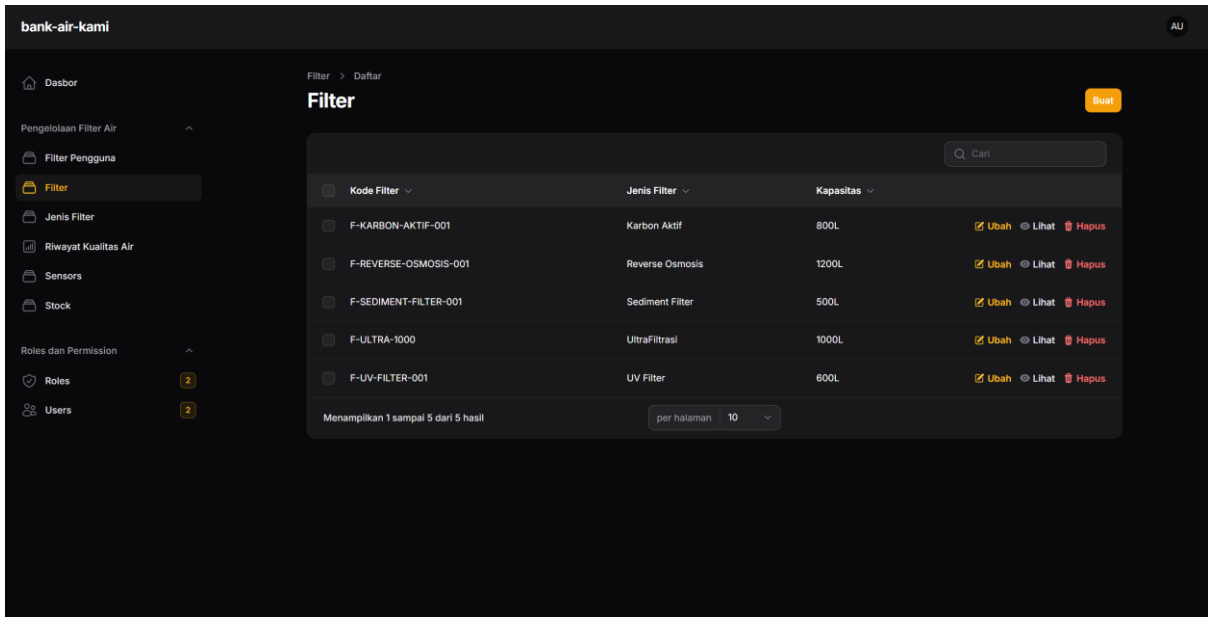 bank-air-kami
AU
Dasbor
Pengelolaan Filter Air
Filter Pengguna
Filter
Jenis Filter
Riwayat Kualitas Air
Sensors
Stock
Roles dan Permission
Roles 2
Users 2
Filter > Daftar
Filter
Buat
Cari
Kode Filter Jenis Filter Kapasitas
F-KARBON-AKTIF-001 Karbon Aktif 800L Ubah Lihat Hapus
F-REVERSE-OSMOSIS-001 Reverse Osmosis 1200L Ubah Lihat Hapus
F-SEDIMENT-FILTER-001 Sediment Filter 500L Ubah Lihat Hapus
F-ULTRA-1000 UltraFiltrasi 1000L Ubah Lihat Hapus
F-UV-FILTER-001 UV Filter 600L Ubah Lihat Hapus
Menampilkan 1 sampai 5 dari 5 hasil per halaman 10